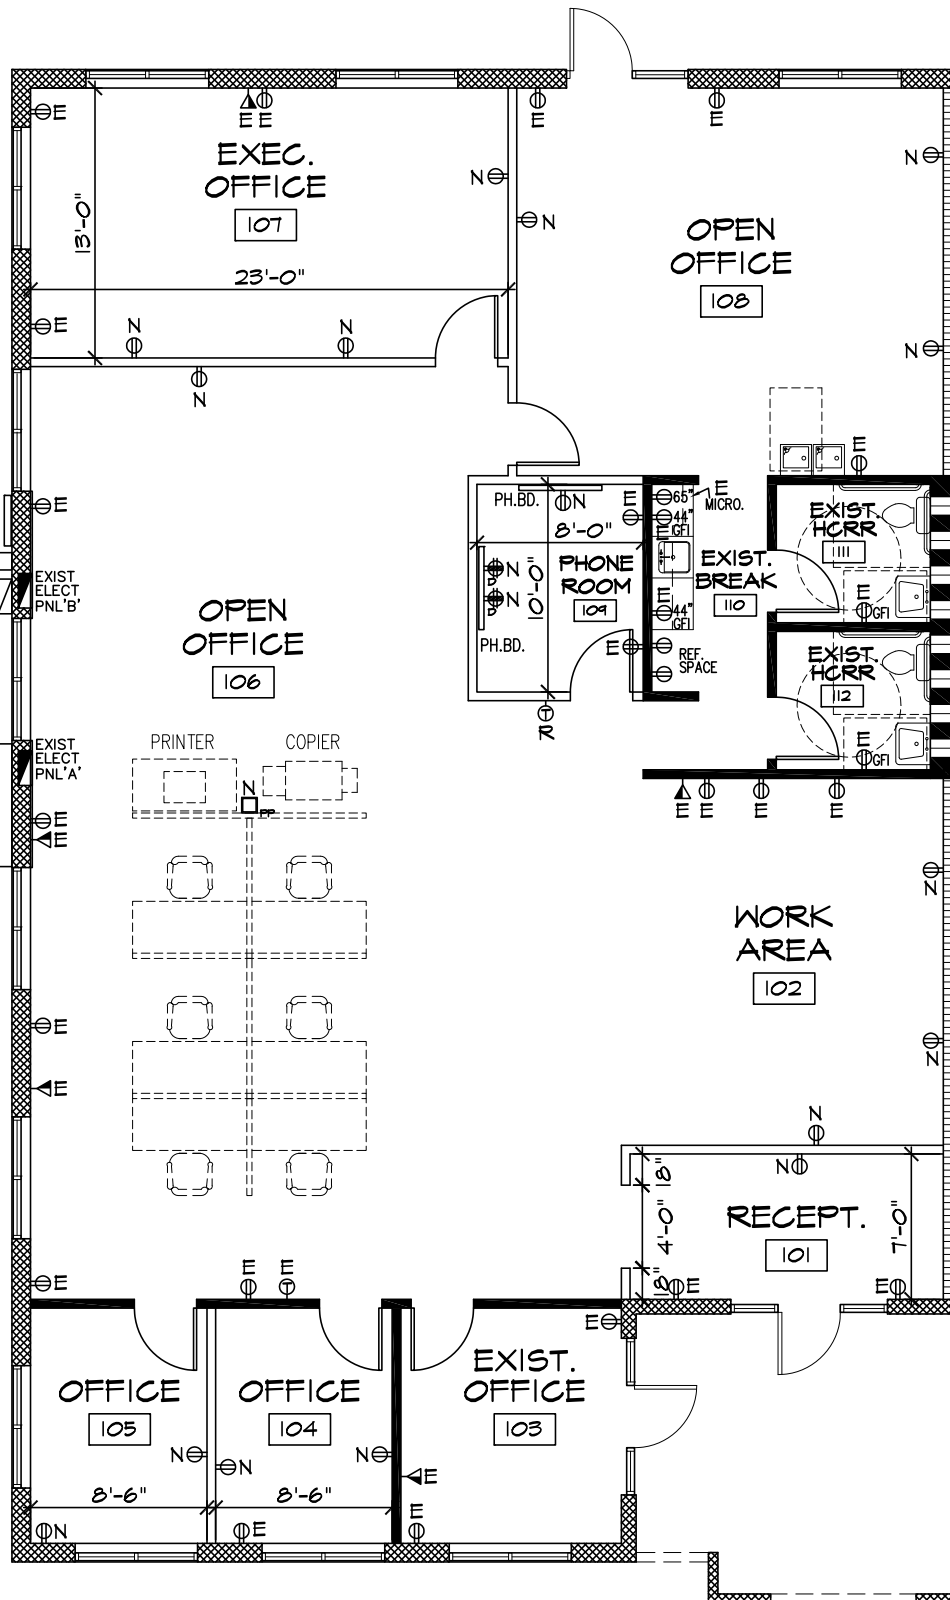 E
E
E
E
E
E
EXEC.
OFFICE
107
13'-0"
23'-0"
N
N
N
OPEN
OFFICE
108
E
N
N
N
N
E
PH.BD.
N
E
65"
E
MICRO.
44"
GFI
E
8'-0"
10'-0"
N
N
PHONE
ROOM
109
PH.BD.
E
EXIST.
BREAK
110
E
44"
GFI
REF.
SPACE
EXIST.
HCRR
111
E
GFI
EXIST.
HCRR
112
E
GFI
E
EXIST
ELECT
PNL'B'
OPEN
OFFICE
106
R
EXIST
ELECT
PNL'A'
PRINTER
COPIER
N
PP
E
E
E
E
E
E
N
WORK
AREA
102
N
E
E
N
N
18"
4'-0"
18"
7'-0"
RECEPT.
101
E
E
E
E
E
E
OFFICE
105
OFFICE
104
EXIST.
OFFICE
103
N
N
N
E
8'-6"
8'-6"
N
E
E